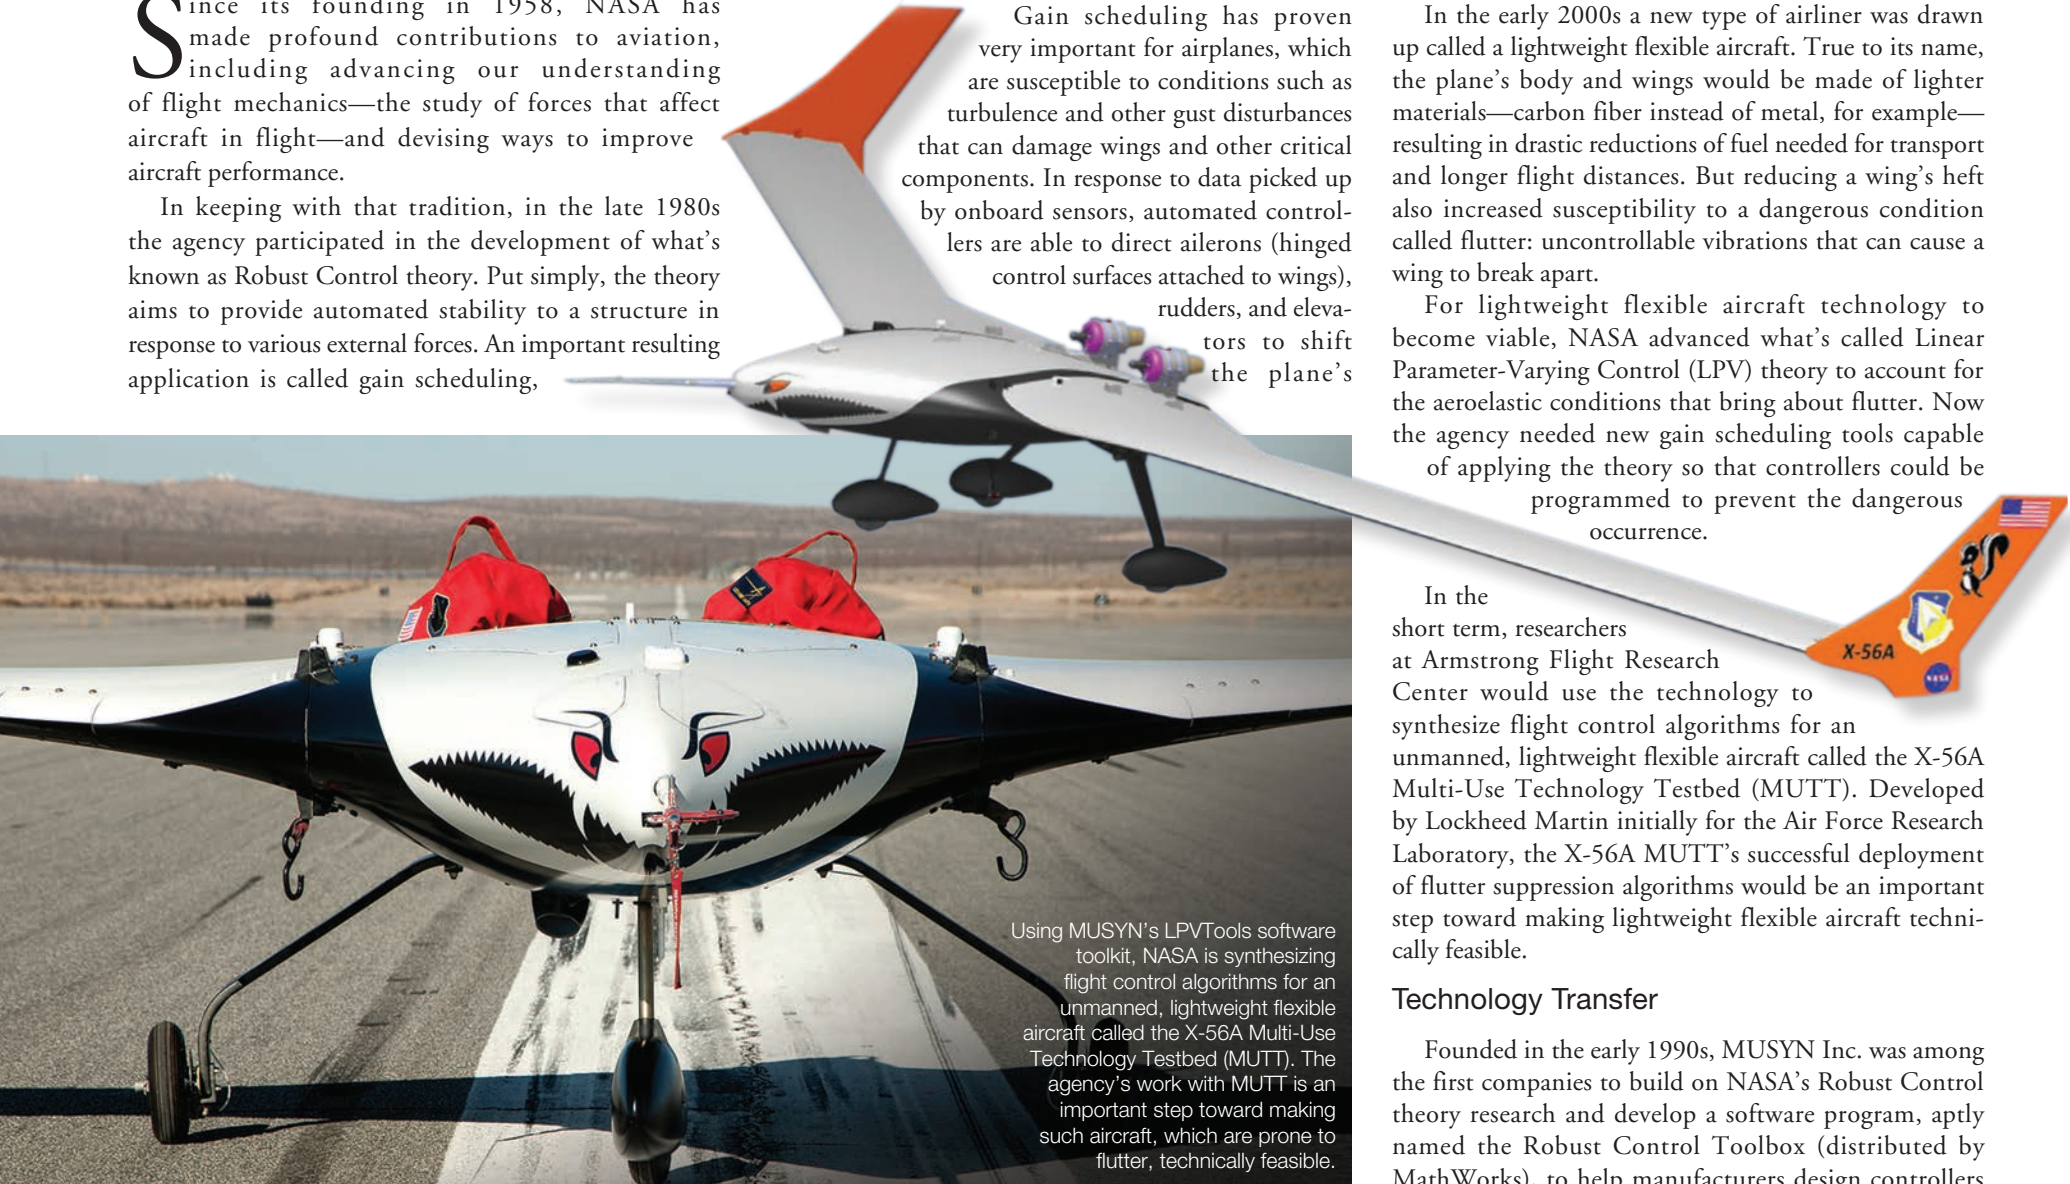 Since its founding in 1958, NASA has
made profound contributions to aviation,
including advancing our understanding
of flight mechanics—the study of forces that affect
aircraft in flight—and devising ways to improve
aircraft performance.
In keeping with that tradition, in the late 1980s
the agency participated in the development of what's
known as Robust Control theory. Put simply, the theory
aims to provide automated stability to a structure in
response to various external forces. An important resulting
application is called gain scheduling,
Gain scheduling has proven
very important for airplanes, which
are susceptible to conditions such as
turbulence and other gust disturbances
that can damage wings and other critical
components. In response to data picked up
by onboard sensors, automated control-
lers are able to direct ailerons (hinged
control surfaces attached to wings),
rudders, and eleva-
tors to shift
the plane's
In the early 2000s a new type of airliner was drawn
up called a lightweight flexible aircraft. True to its name,
the plane's body and wings would be made of lighter
materials—carbon fiber instead of metal, for example—
resulting in drastic reductions of fuel needed for transport
and longer flight distances. But reducing a wing's heft
also increased susceptibility to a dangerous condition
called flutter: uncontrollable vibrations that can cause a
wing to break apart.
For lightweight flexible aircraft technology to
become viable, NASA advanced what's called Linear
Parameter-Varying Control (LPV) theory to account for
the aeroelastic conditions that bring about flutter. Now
the agency needed new gain scheduling tools capable
of applying the theory so that controllers could be
programmed to prevent the dangerous
occurrence.
In the
short term, researchers
at Armstrong Flight Research
Center would use the technology to
synthesize flight control algorithms for an
unmanned, lightweight flexible aircraft called the X-56A
Multi-Use Technology Testbed (MUTT). Developed
by Lockheed Martin initially for the Air Force Research
Laboratory, the X-56A MUTT's successful deployment
of flutter suppression algorithms would be an important
step toward making lightweight flexible aircraft techni-
cally feasible.
Technology Transfer
Founded in the early 1990s, MUSYN Inc. was among
the first companies to build on NASA's Robust Control
theory research and develop a software program, aptly
named the Robust Control Toolbox (distributed by
MathWorks), to help manufacturers design controllers
X-56A
NASA
Using MUSYN's LPVTools software
toolkit, NASA is synthesizing
flight control algorithms for an
unmanned, lightweight flexible
aircraft called the X-56A Multi-Use
Technology Testbed (MUTT). The
agency's work with MUTT is an
important step toward making
such aircraft, which are prone to
flutter, technically feasible.